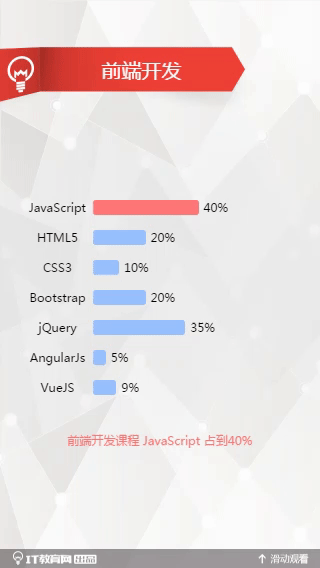 前端开发
JavaScript 40%
HTML5 20%
CSS3 10%
Bootstrap 20%
jQuery 35%
AngularJs 5%
VueJS 9%
前端开发课程 JavaScript 占到40%
IT教育网 出品
滑动观看